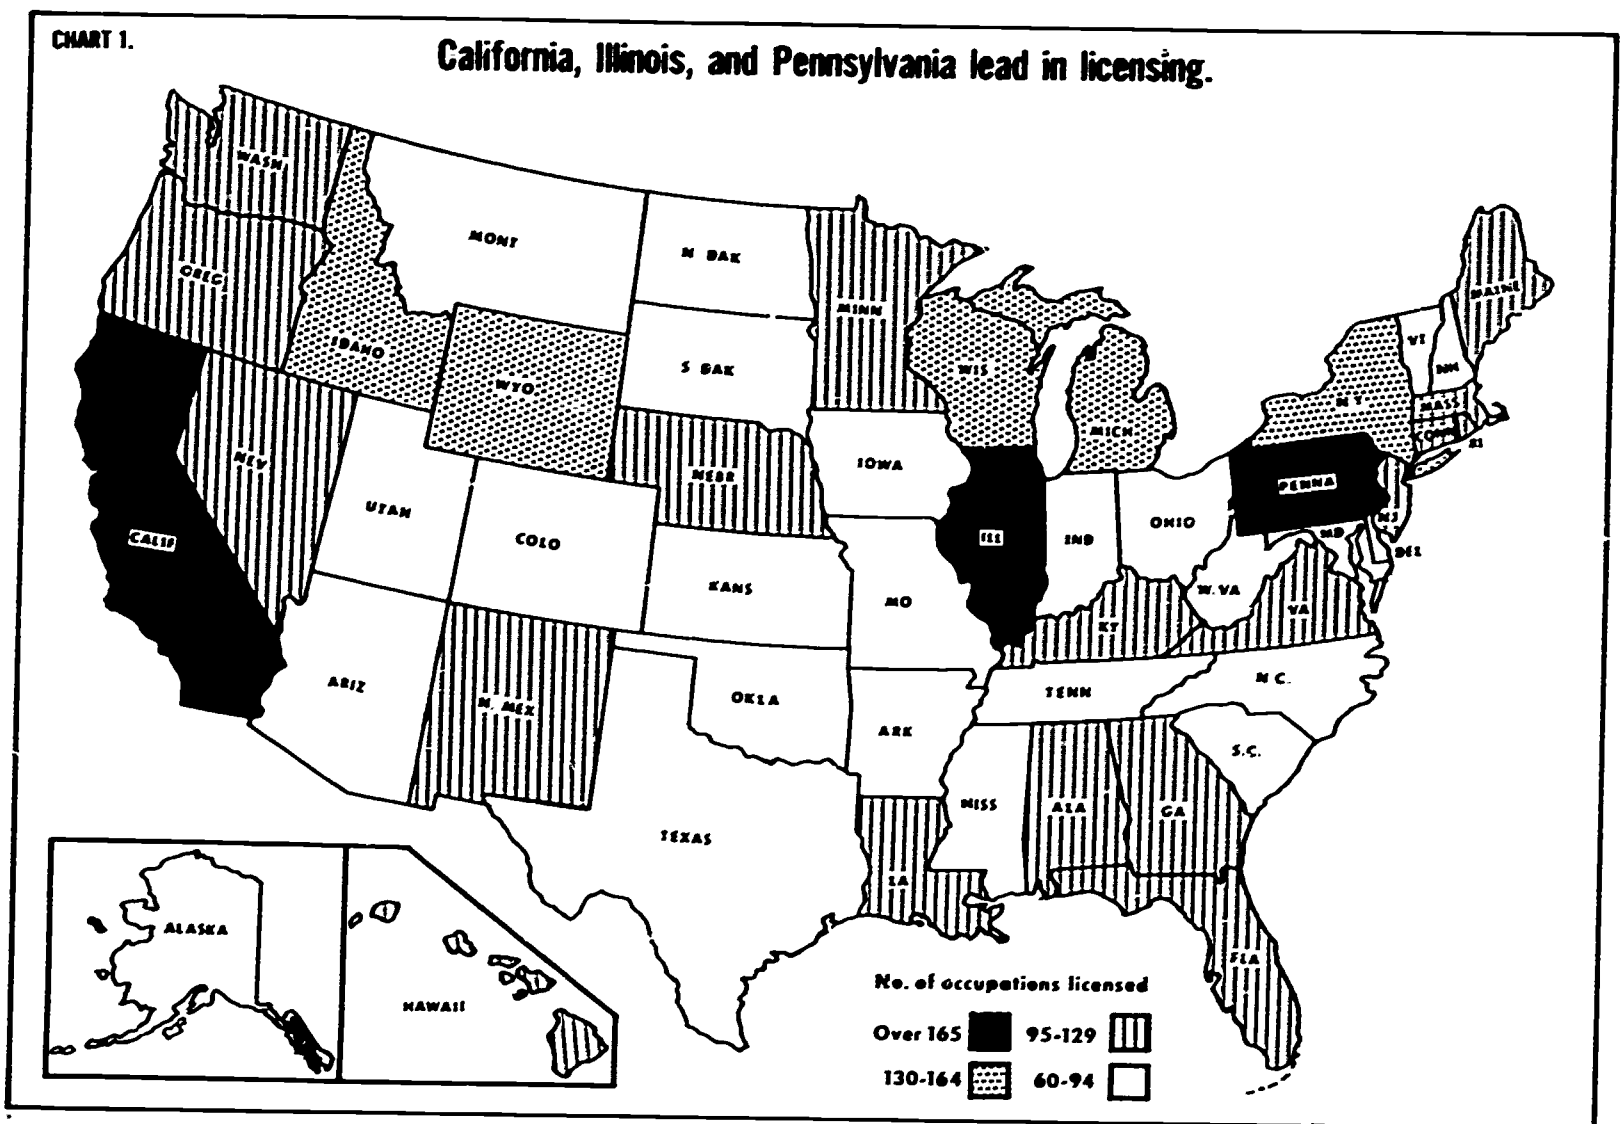 CHART 1.
California, Illinois, and Pennsylvania lead in licensing.
WASH.
OREG
IDAHO
MONT
N DAK
S DAK
MINN
WIS
MICH
WYO
NEV
UTAH
COLO
NEBR
IOWA
KANS
MO
ILL
IND
OHIO
PENNA
N Y
VT
NH
MAINE
MASS
CONN
RI
NJ
MD
DEL
W. VA
VA
KY
CALIF
ARIZ
N. MEX
OKLA
ARK
TENN
N C.
S.C.
TEXAS
LA
MISS
ALA
GA
FLA
ALASKA
HAWAII
No. of occupations licensed
Over 165
95-129
130-164
60-94